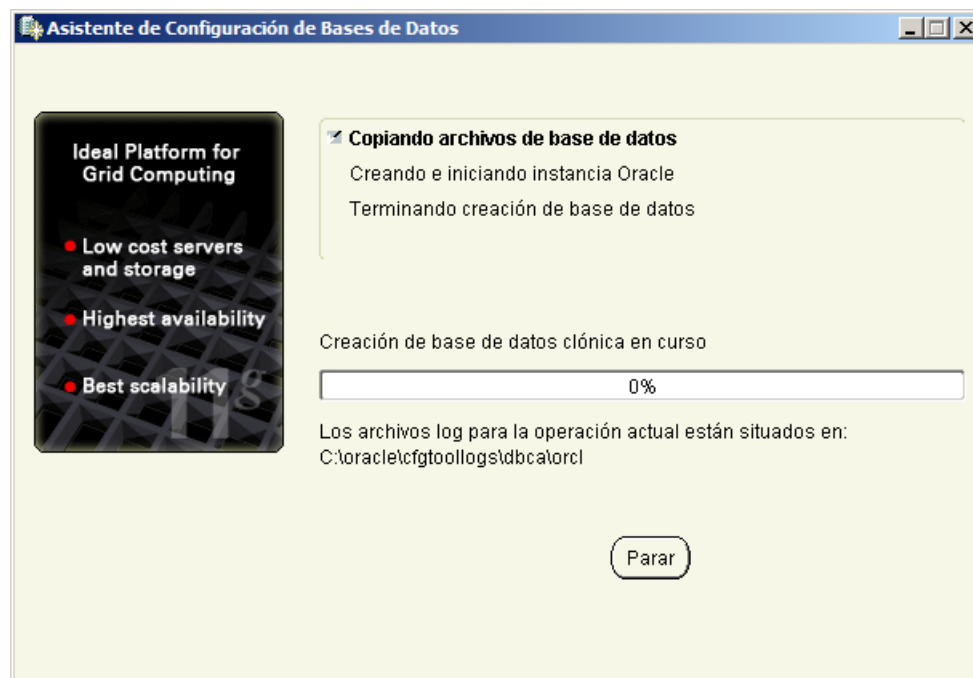 Asistente de Configuración de Bases de Datos
Ideal Platform for
Grid Computing
Low cost servers
and storage
Highest availability
Best scalability
11g
Copiando archivos de base de datos
Creando e iniciando instancia Oracle
Terminando creación de base de datos
Creación de base de datos clónica en curso
0%
Los archivos log para la operación actual están situados en:
C:\oracle\cfgtoollogs\dbca\orcl
Parar